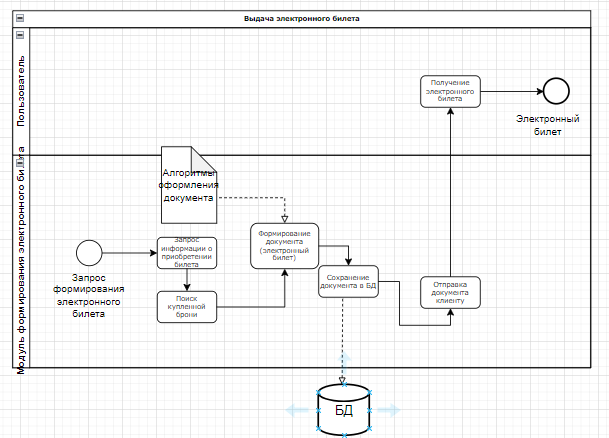 Выдача электронного билета
Пользователь
Получение
электронного
билета
Электронный
билет
Модуль формирования электронного билета
Алгоритмы
оформления
документа
Запрос
формирования
электронного
билета
Запрос
информации о
приобретении
билета
Поиск
купленной
брони
Формирование
документа
(электронный
билет)
Сохранение
документа в БД
Отправка
документа
клиенту
БД